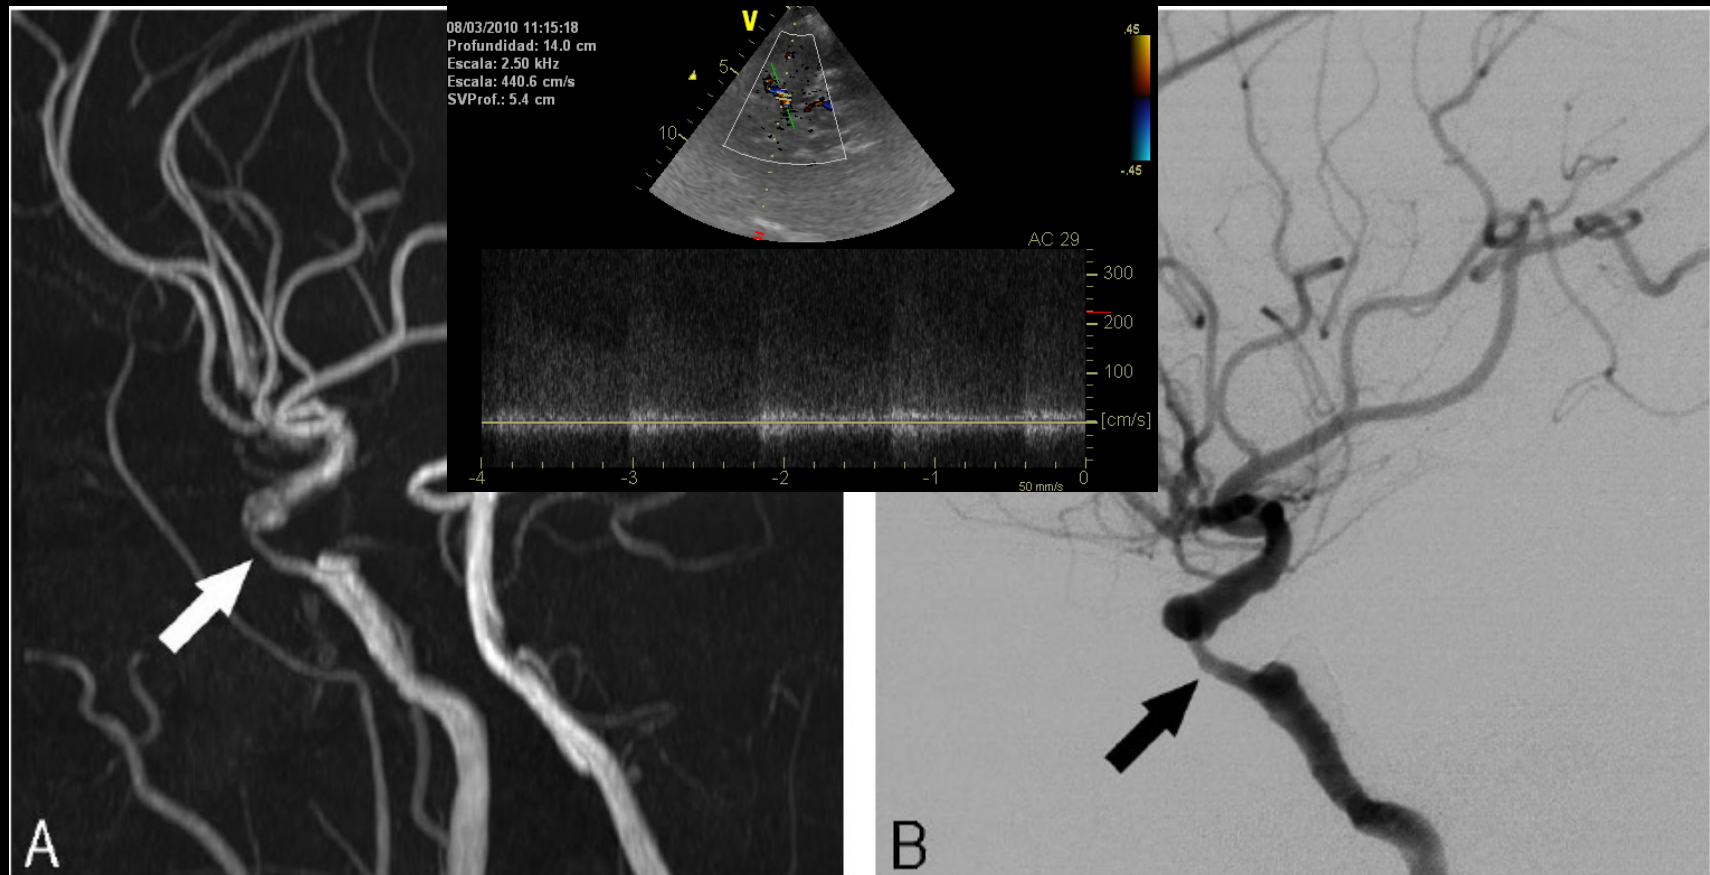 08/03/2010 11:15:18
Profundidad: 14.0 cm
Escala: 2.50 kHz
Escala: 440.6 cm/s
SVProf.: 5.4 cm
V
5
10
.45
-.45
AC 29
300
200
100
[cm/s]
-4 -3 -2 -1 0
50 mm/s
A
B